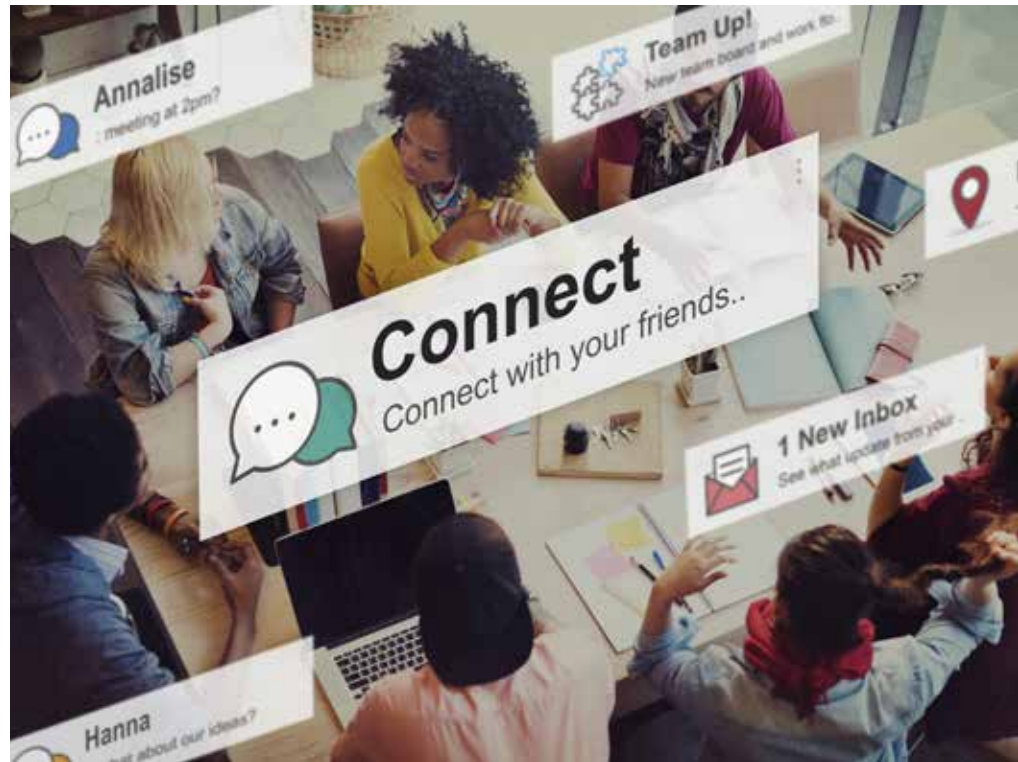 Annalise
: meeting at 2pm?
Team Up!
New team board and work flo..
Connect
Connect with your friends..
1 New Inbox
See what update from your ..
Hanna
about our ideas?